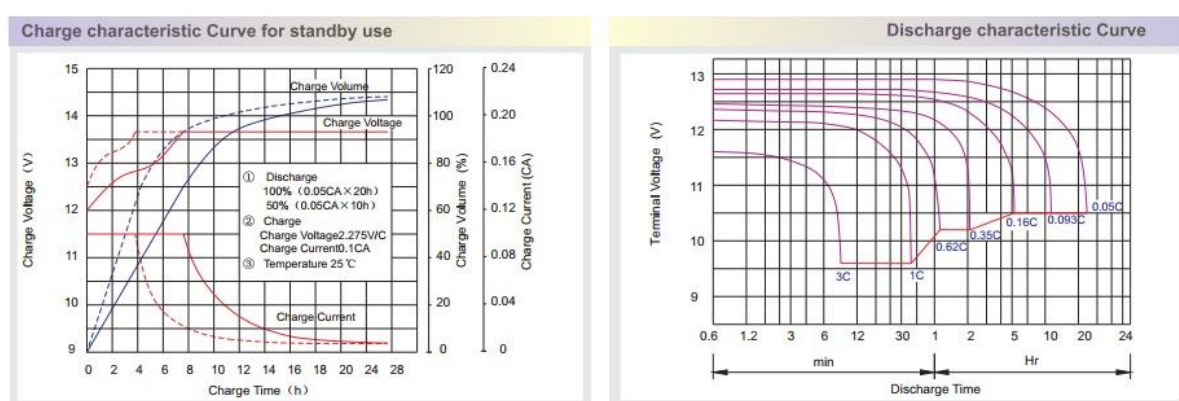 Charge characteristic Curve for standby use
15
14
13
12
11
10
9
Charge Voltage (V)
120
100
80
60
40
20
0
Charge Volume (%)
0.24
0.20
0.16
0.12
0.08
0.04
0
Charge Current (CA)
Charge Volume
Charge Voltage
① Discharge
100% (0.05CA×20h)
50% (0.05CA×10h)
② Charge
Charge Voltage2.275V/C
Charge Current0.1CA
③ Temperature 25℃
Charge Current
0 2 4 6 8 10 12 14 16 18 20 24 28
Charge Time (h)
Discharge characteristic Curve
13
12
11
10
9
Terminal Voltage (V)
3C
1C
0.62C
0.35C
0.16C
0.093C
0.05C
0.6 1.2 3 6 12 30 1 2 5 10 20 24
min
Hr
Discharge Time